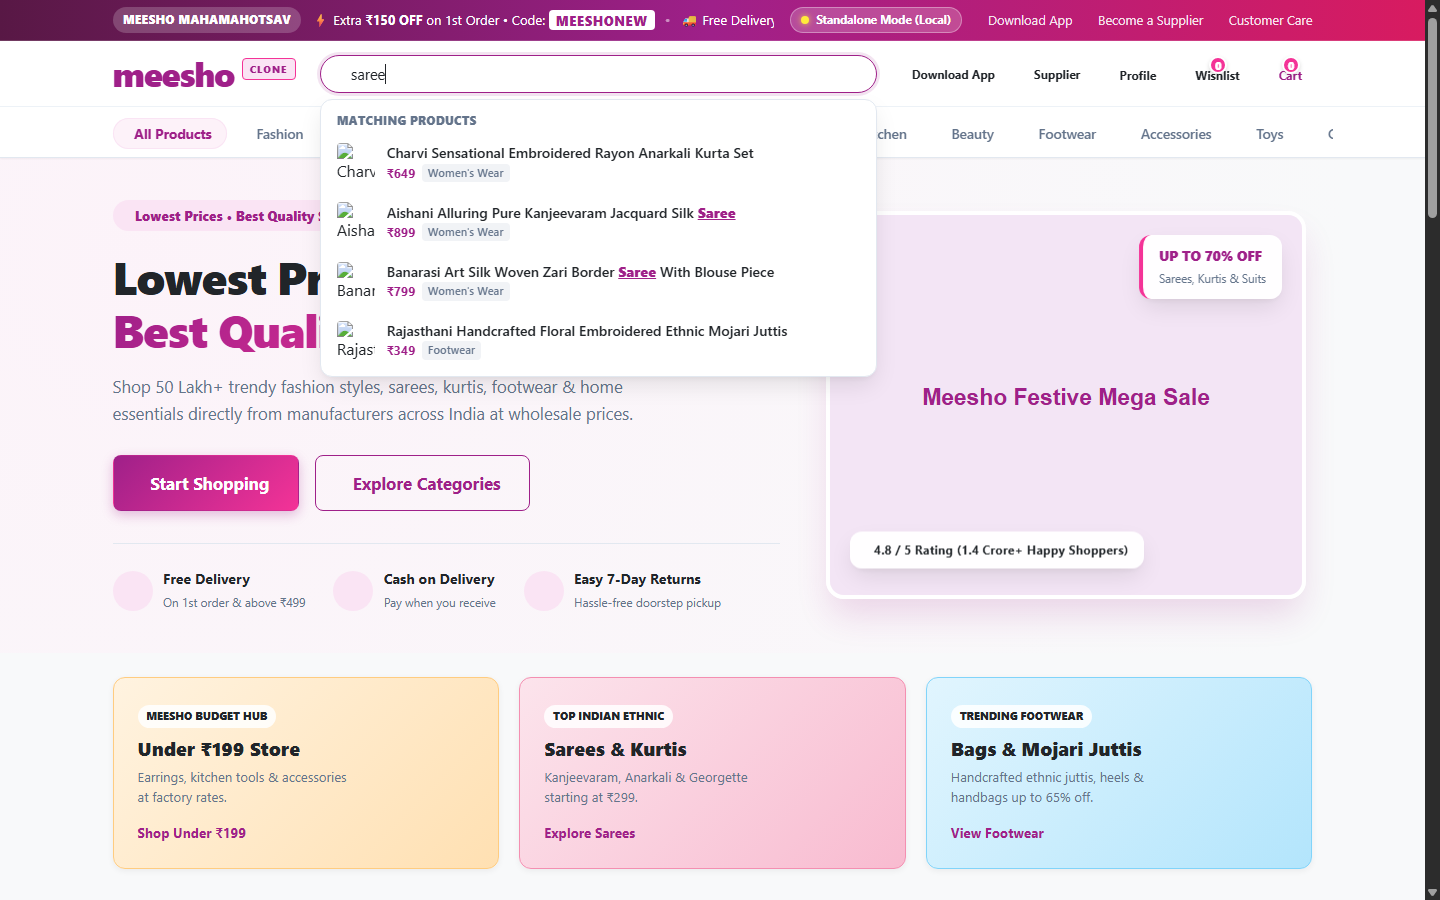 MEESHO MAHAMAHOTSAV
⚡ Extra ₹150 OFF on 1st Order • Code: MEESHONEW • 🚚 Free Delivery
Standalone Mode (Local)
Download App
Become a Supplier
Customer Care
meesho
CLONE
saree
Download App
Supplier
Profile
Wishlist
0
Cart
0
All Products
Fashion
chen
Beauty
Footwear
Accessories
Toys
MATCHING PRODUCTS
Charv
Charvi Sensational Embroidered Rayon Anarkali Kurta Set
₹649 Women's Wear
Aisha
Aishani Alluring Pure Kanjeevaram Jacquard Silk Saree
₹899 Women's Wear
Banar
Banarasi Art Silk Woven Zari Border Saree With Blouse Piece
₹799 Women's Wear
Rajas
Rajasthani Handcrafted Floral Embroidered Ethnic Mojari Juttis
₹349 Footwear
Lowest Prices • Best Quality
Lowest Pr
Best Quali
Shop 50 Lakh+ trendy fashion styles, sarees, kurtis, footwear & home
essentials directly from manufacturers across India at wholesale prices.
Start Shopping
Explore Categories
Free Delivery
On 1st order & above ₹499
Cash on Delivery
Pay when you receive
Easy 7-Day Returns
Hassle-free doorstep pickup
UP TO 70% OFF
Sarees, Kurtis & Suits
Meesho Festive Mega Sale
4.8 / 5 Rating (1.4 Crore+ Happy Shoppers)
MEESHO BUDGET HUB
Under ₹199 Store
Earrings, kitchen tools & accessories
at factory rates.
Shop Under ₹199
TOP INDIAN ETHNIC
Sarees & Kurtis
Kanjeevaram, Anarkali & Georgette
starting at ₹299.
Explore Sarees
TRENDING FOOTWEAR
Bags & Mojari Juttis
Handcrafted ethnic juttis, heels &
handbags up to 65% off.
View Footwear